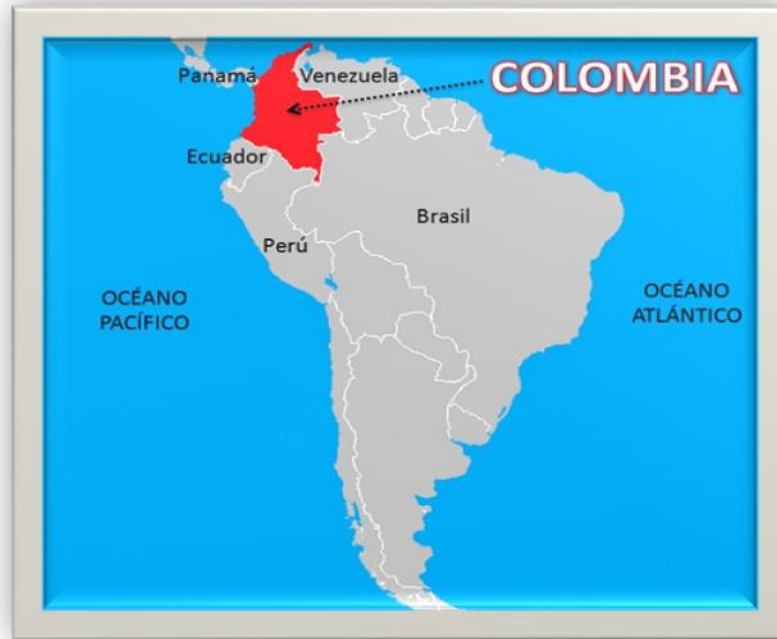 Panamá
Venezuela
COLOMBIA
Ecuador
Brasil
Perú
OCÉANO
PACÍFICO
OCÉANO
ATLÁNTICO